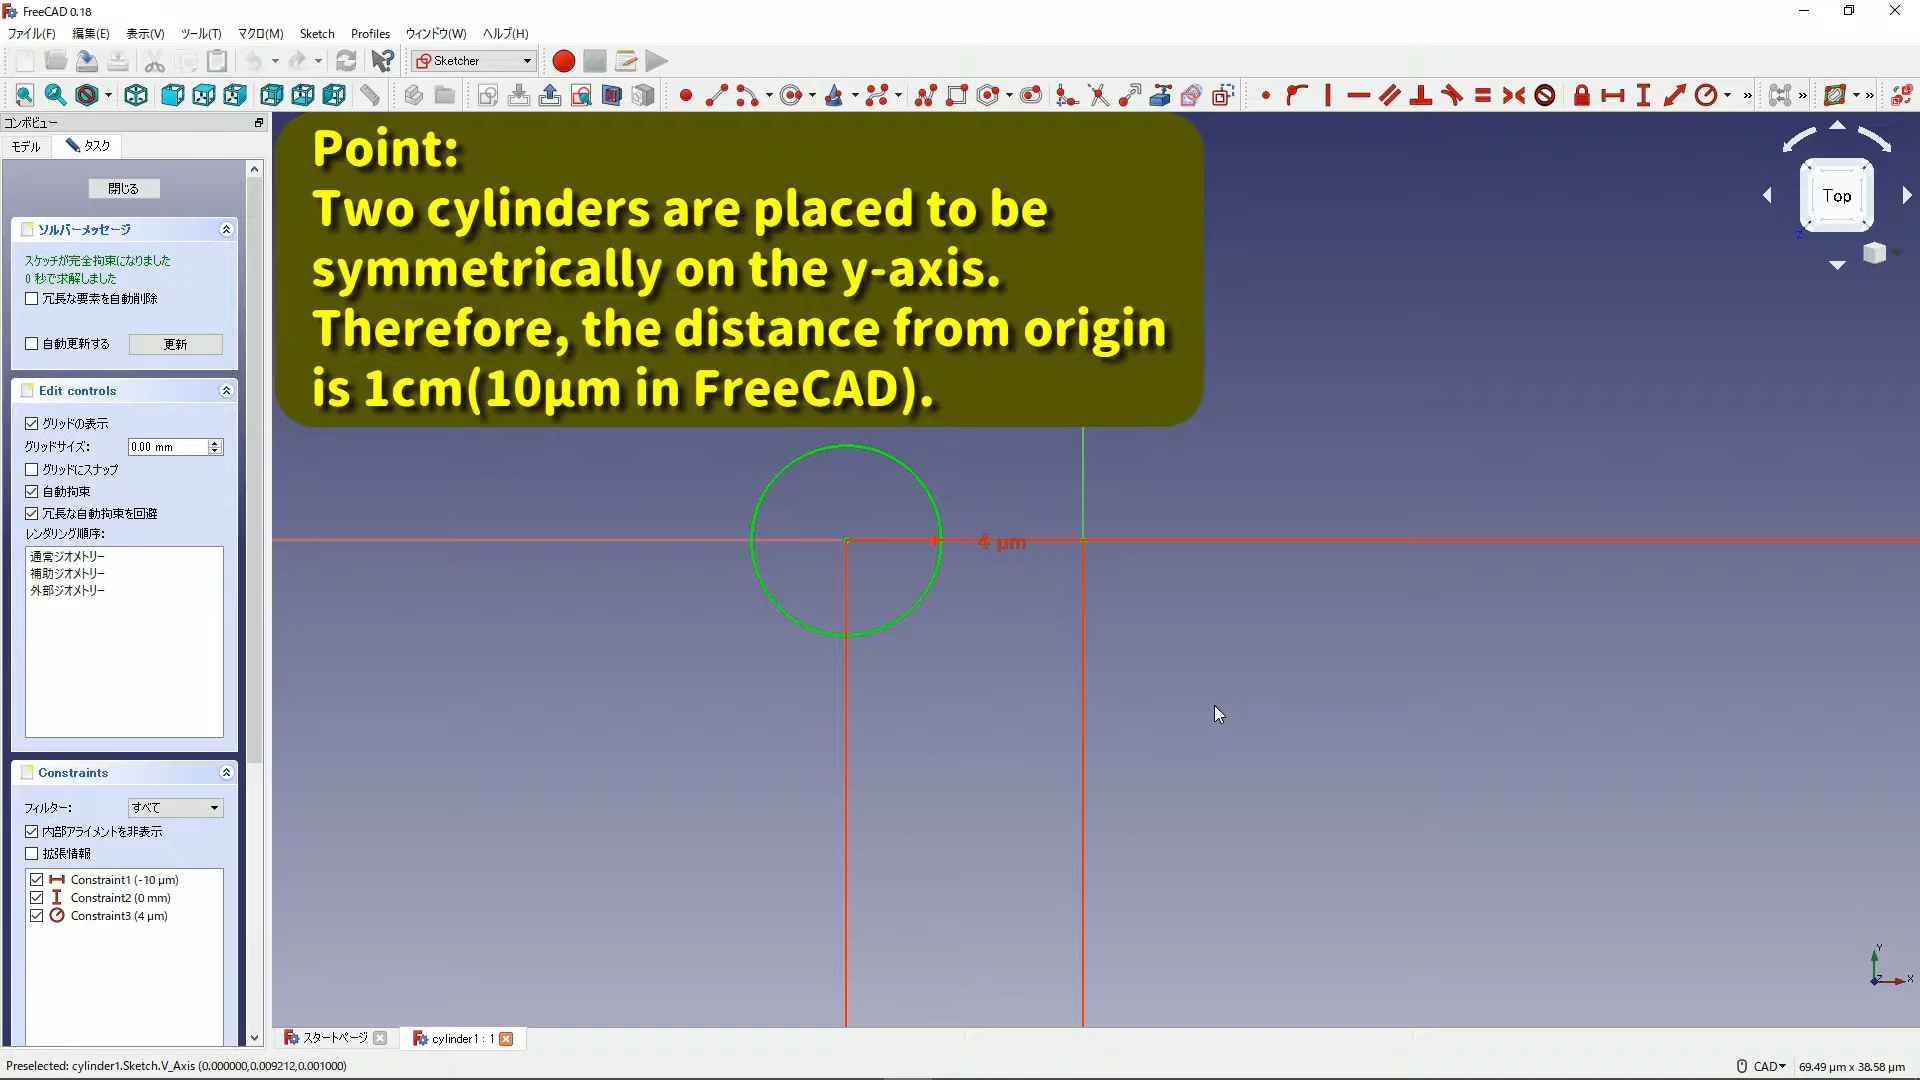 FreeCAD 0.18
ファイル(F) 編集(E) 表示(V) ツール(T) マクロ(M) Sketch Profiles ウィンドウ(W) ヘルプ(H)
Sketcher
コンボビュー
モデル タスク
閉じる
ソルバーメッセージ
スケッチが完全拘束になりました
0 秒で求解しました
冗長な要素を自動削除
自動更新する 更新
Edit controls
グリッドの表示
グリッドサイズ: 0.00 mm
グリッドにスナップ
自動拘束
冗長な自動拘束を回避
レンダリング順序:
通常ジオメトリー
補助ジオメトリー
外部ジオメトリー
Constraints
フィルター: すべて
内部アライメントを非表示
拡張情報
Constraint1 (-10 µm)
Constraint2 (0 mm)
Constraint3 (4 µm)
Point:
Two cylinders are placed to be
symmetrically on the y-axis.
Therefore, the distance from origin
is 1cm(10µm in FreeCAD).
4 µm
Top
Z
Y
Z
X
スタートページ
cylinder1 : 1
Preselected: cylinder1.Sketch.V_Axis (0.000000,0.009212,0.001000)
CAD 69.49 µm x 38.58 µm